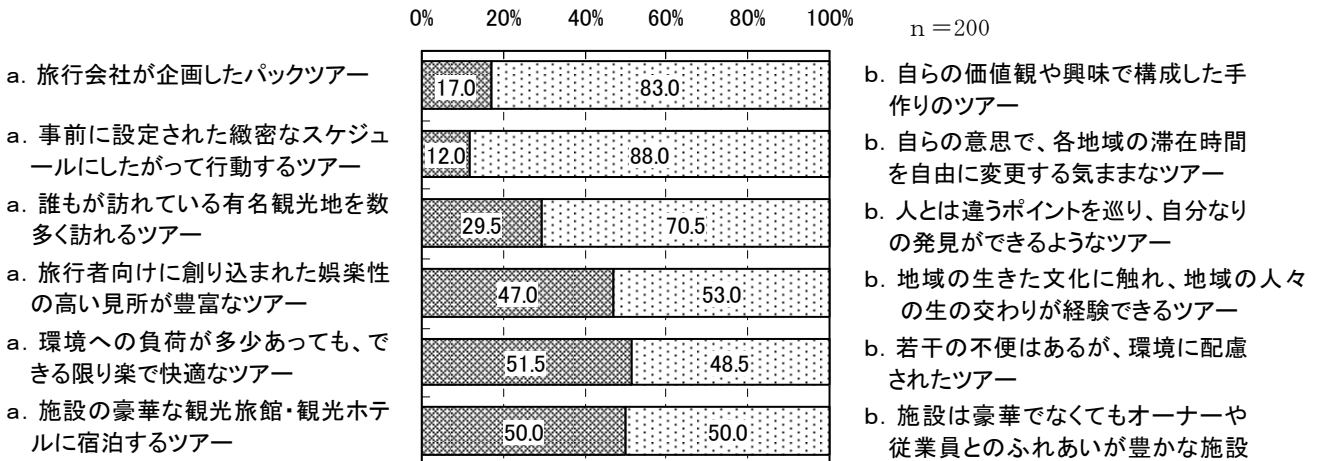 0% 20% 40% 60% 80% 100%
n=200
a. 旅行会社が企画したパックツアー
17.0 83.0
b. 自らの価値観や興味で構成した手
作りのツアー
a. 事前に設定された緻密なスケジュ
ールにしたがって行動するツアー
12.0 88.0
b. 自らの意思で、各地域の滞在時間
を自由に変更する気ままなツアー
a. 誰もが訪れている有名観光地を数
多く訪れるツアー
29.5 70.5
b. 人とは違うポイントを巡り、自分なり
の発見ができるようなツアー
a. 旅行者向けに創り込まれた娯楽性
の高い見所が豊富なツアー
47.0 53.0
b. 地域の生きた文化に触れ、地域の人々
の生の交わりが経験できるツアー
a. 環境への負荷が多少あっても、で
きる限り楽で快適なツアー
51.5 48.5
b. 若干の不便はあるが、環境に配慮
されたツアー
a. 施設の豪華な観光旅館・観光ホテ
ルに宿泊するツアー
50.0 50.0
b. 施設は豪華でなくてもオーナーや
従業員とのふれあいが豊かな施設